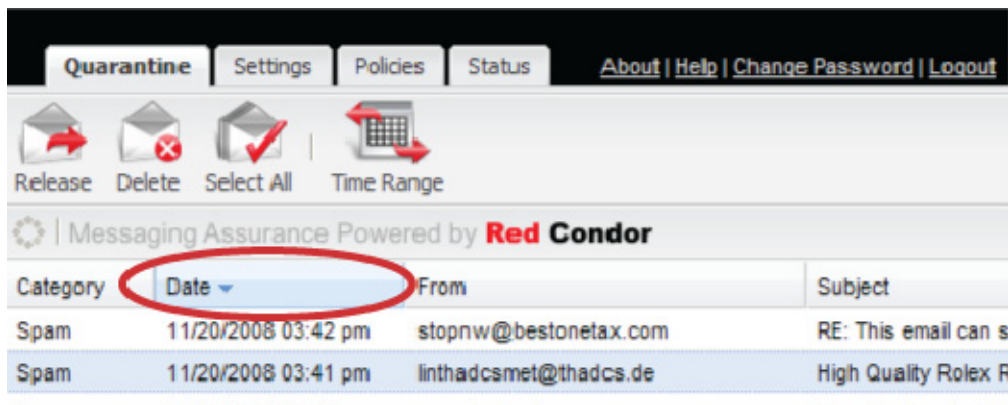 Quarantine Settings Policies Status About | Help | Change Password | Logout
Release Delete Select All Time Range
| Messaging Assurance Powered by Red Condor
Category Date From Subject
Spam 11/20/2008 03:42 pm stopnw@bestonetax.com RE: This email can s
Spam 11/20/2008 03:41 pm linthadcsmet@thadcs.de High Quality Rolex R